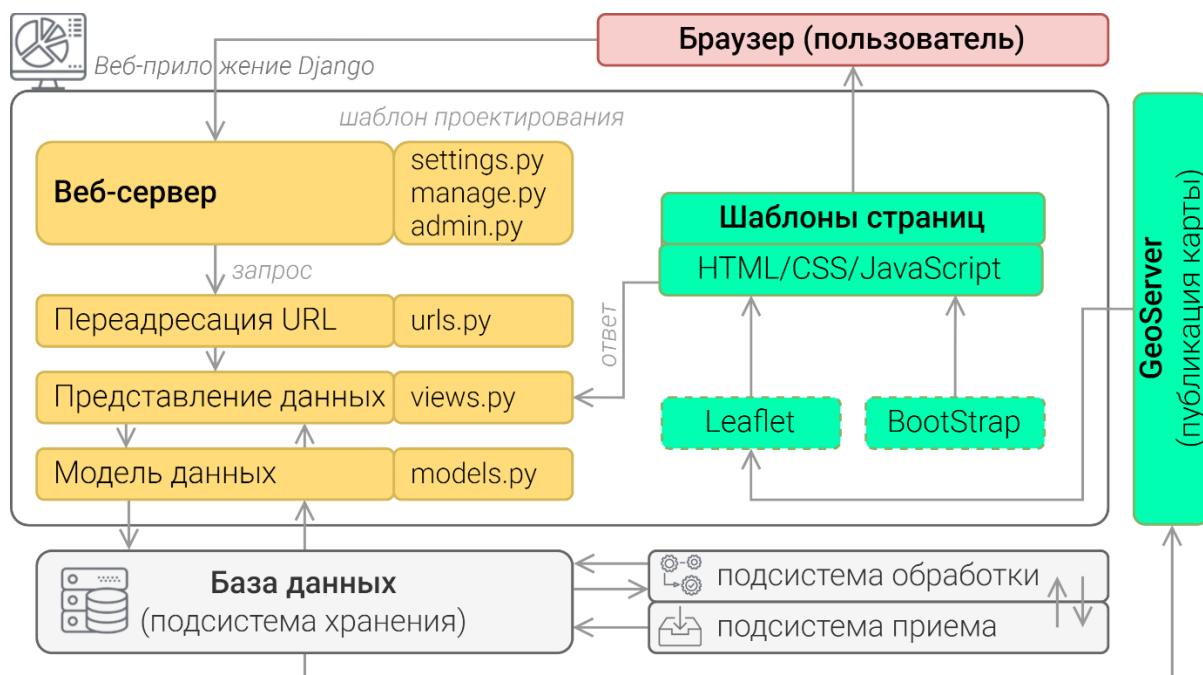 Браузер (пользователь)
Веб-приложение Django
шаблон проектирования
Веб-сервер
settings.py
manage.py
admin.py
запрос
Переадресация URL
urls.py
Представление данных
views.py
Модель данных
models.py
Шаблоны страниц
HTML/CSS/JavaScript
ответ
Leaflet
BootStrap
GeoServer
(публикация карты)
База данных
(подсистема хранения)
подсистема обработки
подсистема приема